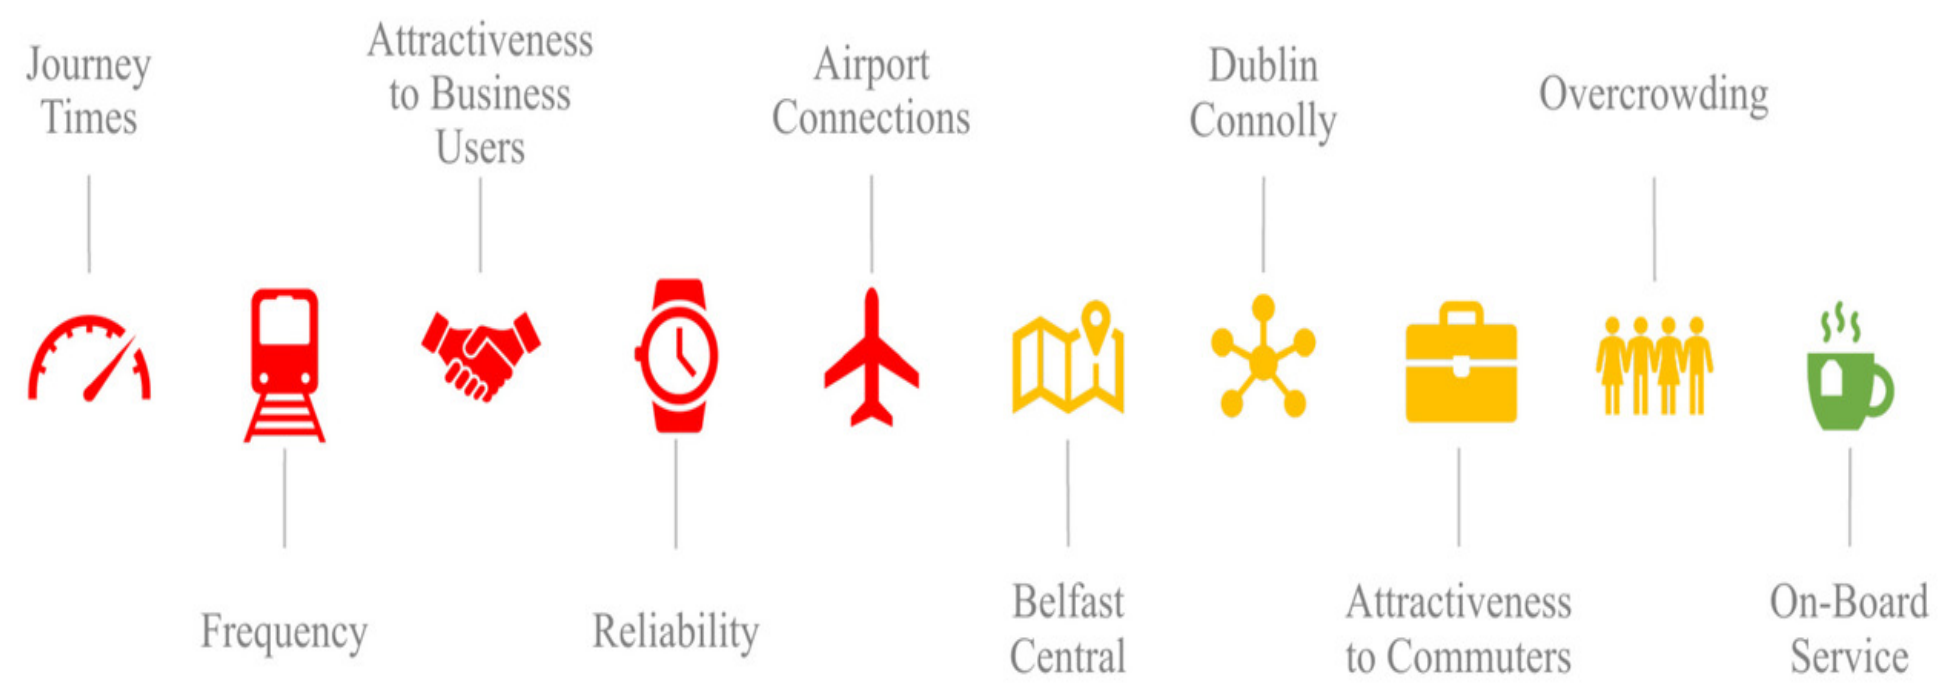 Journey
Times
Attractiveness
to Business
Users
Airport
Connections
Dublin
Connolly
Overcrowding
Frequency
Reliability
Belfast
Central
Attractiveness
to Commuters
On-Board
Service